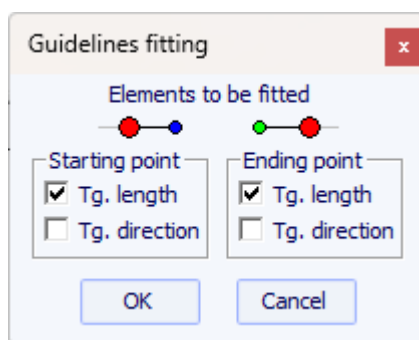 Guidelines fitting
x
Elements to be fitted
Starting point
Ending point
Tg. length
Tg. length
Tg. direction
Tg. direction
OK
Cancel